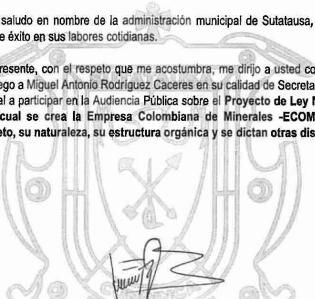 saludo en nombre de la administración municipal de Sutatausa,
e éxito en sus labores cotidianas.
resente, con el respeto que me acostumbra, me dirijo a usted co
ego a Miguel Antonio Rodríguez Caceres en su calidad de Secreta
al a participar en la Audiencia Pública sobre el Proyecto de Ley N
cual se crea la Empresa Colombiana de Minerales -ECOM
eto, su naturaleza, su estructura orgánica y se dictan otras dis